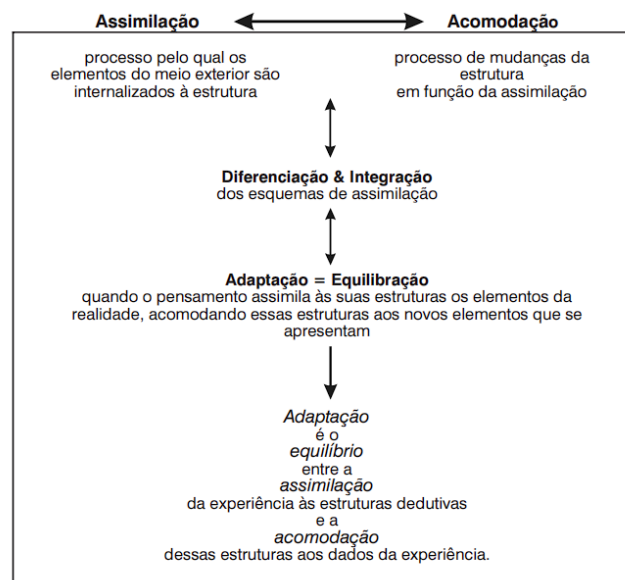 Assimilação
Acomodação
processo pelo qual os
elementos do meio exterior são
internalizados à estrutura
processo de mudanças da
estrutura
em função da assimilação
Diferenciação & Integração
dos esquemas de assimilação
Adaptação = Equilibração
quando o pensamento assimila às suas estruturas os elementos da
realidade, acomodando essas estruturas aos novos elementos que se
apresentam
Adaptação
é o
equilíbrio
entre a
assimilação
da experiência às estruturas dedutivas
e a
acomodação
dessas estruturas aos dados da experiência.